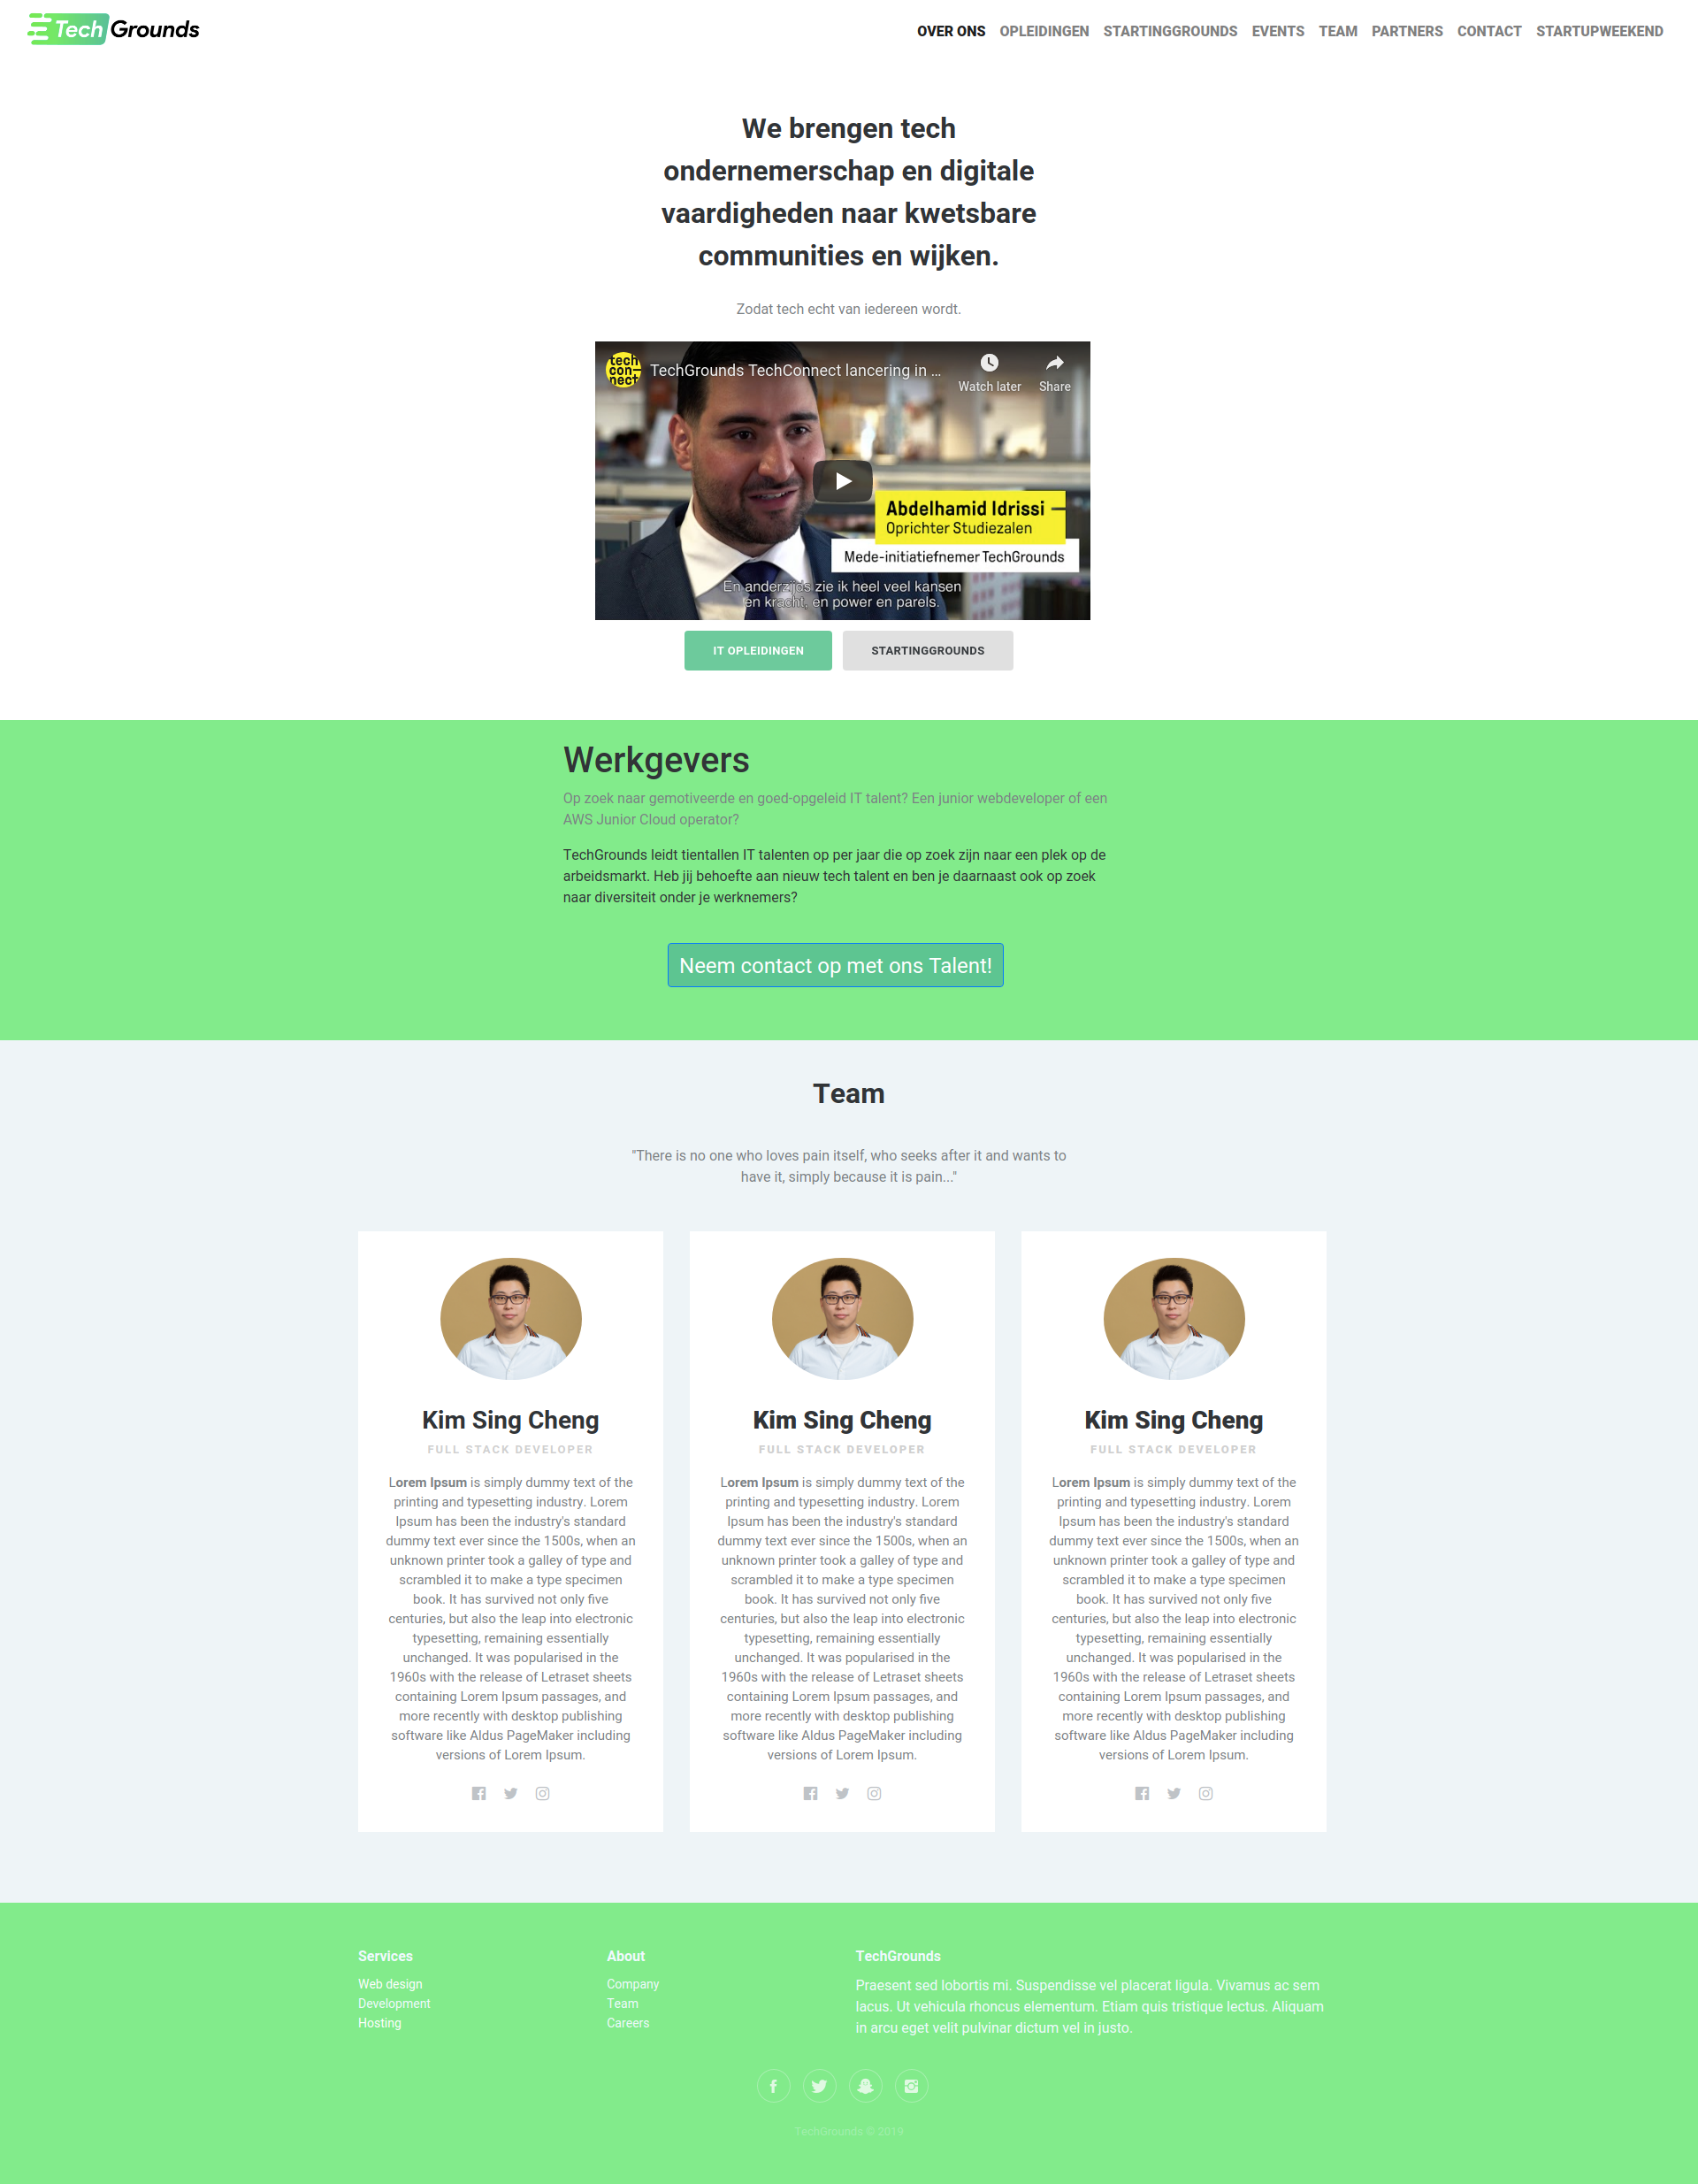 Tech Grounds
OVER ONS OPLEIDINGEN STARTINGGROUNDS EVENTS TEAM PARTNERS CONTACT STARTUPWEEKEND
We brengen tech
ondernemerschap en digitale
vaardigheden naar kwetsbare
communities en wijken.
Zodat tech echt van iedereen wordt.
tech
con-
nect
TechGrounds TechConnect lancering in ...
Watch later
Share
Abdelhamid Idrissi
Oprichter Studiezalen
Mede-initiatiefnemer TechGrounds
En anderzijds zie ik heel veel kansen
en kracht, en power en parels.
IT OPLEIDINGEN
STARTINGGROUNDS
Werkgevers
Op zoek naar gemotiveerde en goed-opgeleid IT talent? Een junior webdeveloper of een
AWS Junior Cloud operator?
TechGrounds leidt tientallen IT talenten op per jaar die op zoek zijn naar een plek op de
arbeidsmarkt. Heb jij behoefte aan nieuw tech talent en ben je daarnaast ook op zoek
naar diversiteit onder je werknemers?
Neem contact op met ons Talent!
Team
"There is no one who loves pain itself, who seeks after it and wants to
have it, simply because it is pain..."
Kim Sing Cheng
FULL STACK DEVELOPER
Lorem Ipsum is simply dummy text of the
printing and typesetting industry. Lorem
Ipsum has been the industry's standard
dummy text ever since the 1500s, when an
unknown printer took a galley of type and
scrambled it to make a type specimen
book. It has survived not only five
centuries, but also the leap into electronic
typesetting, remaining essentially
unchanged. It was popularised in the
1960s with the release of Letraset sheets
containing Lorem Ipsum passages, and
more recently with desktop publishing
software like Aldus PageMaker including
versions of Lorem Ipsum.
Kim Sing Cheng
FULL STACK DEVELOPER
Lorem Ipsum is simply dummy text of the
printing and typesetting industry. Lorem
Ipsum has been the industry's standard
dummy text ever since the 1500s, when an
unknown printer took a galley of type and
scrambled it to make a type specimen
book. It has survived not only five
centuries, but also the leap into electronic
typesetting, remaining essentially
unchanged. It was popularised in the
1960s with the release of Letraset sheets
containing Lorem Ipsum passages, and
more recently with desktop publishing
software like Aldus PageMaker including
versions of Lorem Ipsum.
Kim Sing Cheng
FULL STACK DEVELOPER
Lorem Ipsum is simply dummy text of the
printing and typesetting industry. Lorem
Ipsum has been the industry's standard
dummy text ever since the 1500s, when an
unknown printer took a galley of type and
scrambled it to make a type specimen
book. It has survived not only five
centuries, but also the leap into electronic
typesetting, remaining essentially
unchanged. It was popularised in the
1960s with the release of Letraset sheets
containing Lorem Ipsum passages, and
more recently with desktop publishing
software like Aldus PageMaker including
versions of Lorem Ipsum.
Services
Web design
Development
Hosting
About
Company
Team
Careers
TechGrounds
Praesent sed lobortis mi. Suspendisse vel placerat ligula. Vivamus ac sem
lacus. Ut vehicula rhoncus elementum. Etiam quis tristique lectus. Aliquam
in arcu eget velit pulvinar dictum vel in justo.
TechGrounds © 2019